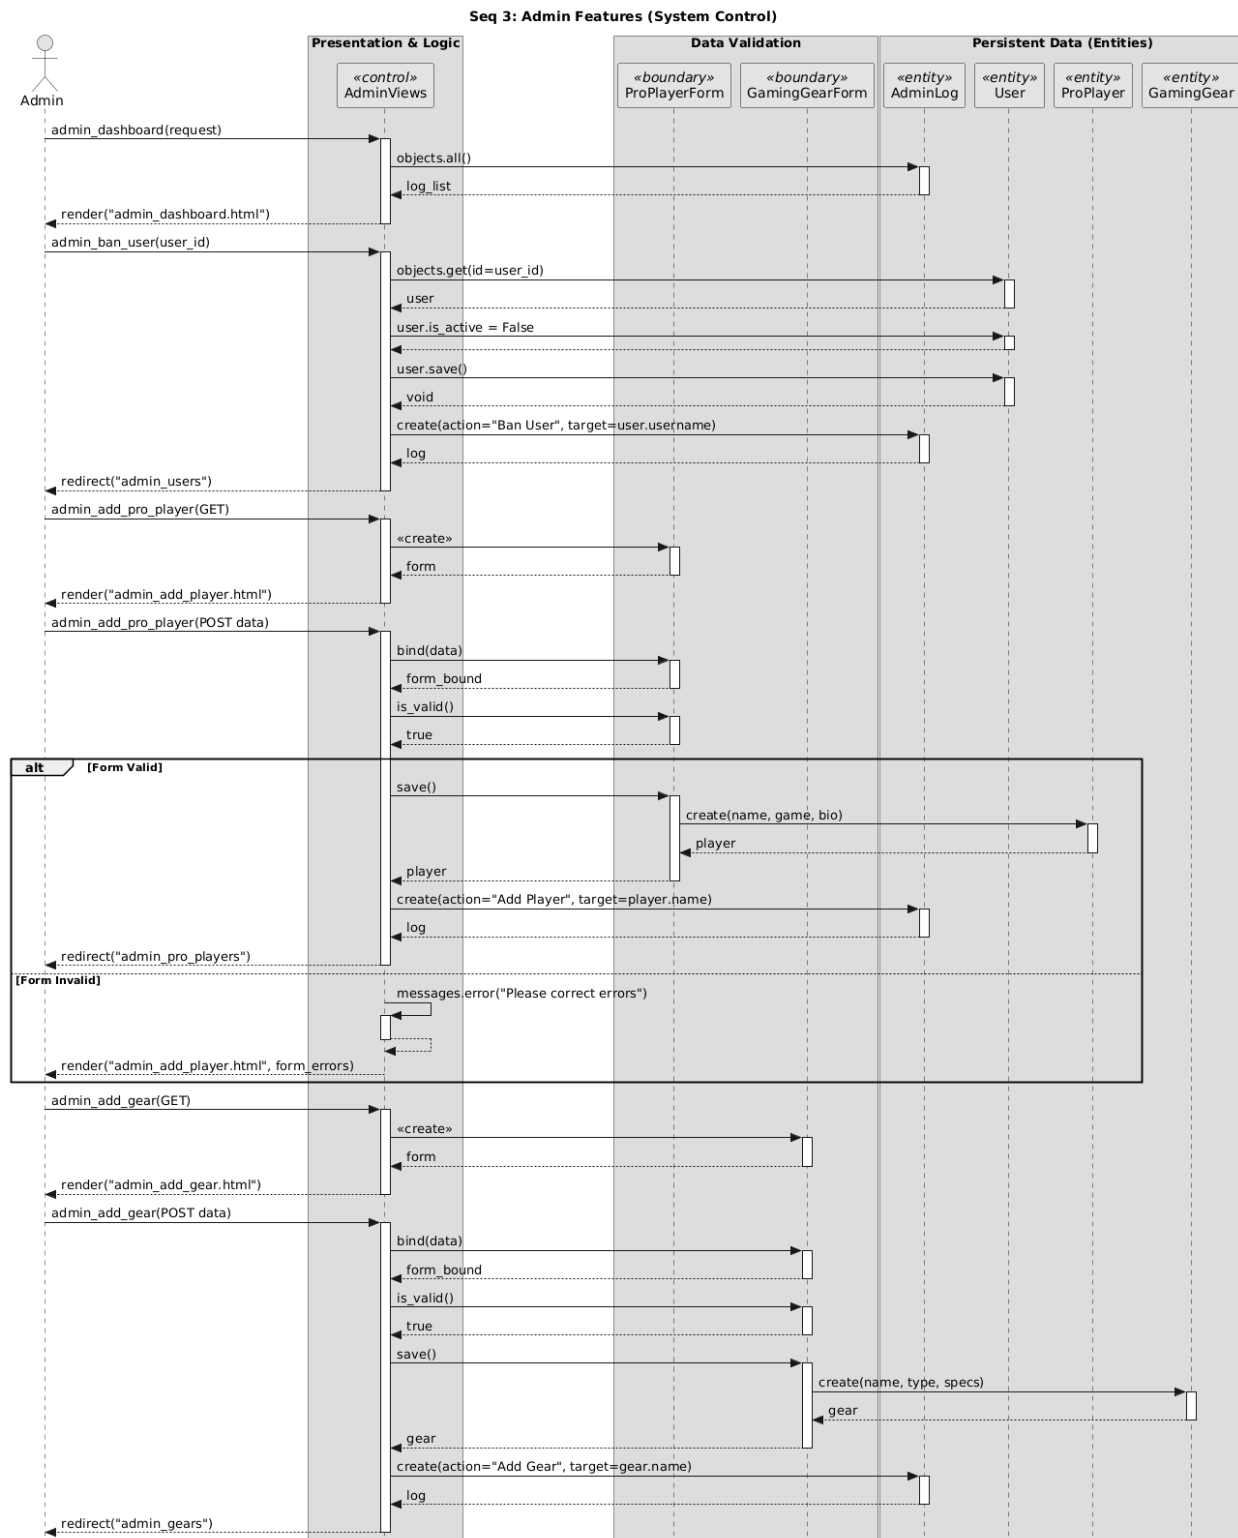 Seq 3: Admin Features (System Control)
Presentation & Logic
Data Validation
Persistent Data (Entities)
Admin
«control»
AdminViews
«boundary»
ProPlayerForm
«boundary»
GamingGearForm
«entity»
AdminLog
«entity»
User
«entity»
ProPlayer
«entity»
GamingGear
admin_dashboard(request)
objects.all()
log_list
render("admin_dashboard.html")
admin_ban_user(user_id)
objects.get(id=user_id)
user
user.is_active = False
user.save()
void
create(action="Ban User", target=user.username)
log
redirect("admin_users")
admin_add_pro_player(GET)
«create»
form
render("admin_add_player.html")
admin_add_pro_player(POST data)
bind(data)
form_bound
is_valid()
true
alt
[Form Valid]
save()
create(name, game, bio)
player
player
create(action="Add Player", target=player.name)
log
redirect("admin_pro_players")
[Form Invalid]
messages.error("Please correct errors")
render("admin_add_player.html", form_errors)
admin_add_gear(GET)
«create»
form
render("admin_add_gear.html")
admin_add_gear(POST data)
bind(data)
form_bound
is_valid()
true
save()
create(name, type, specs)
gear
gear
create(action="Add Gear", target=gear.name)
log
redirect("admin_gears")